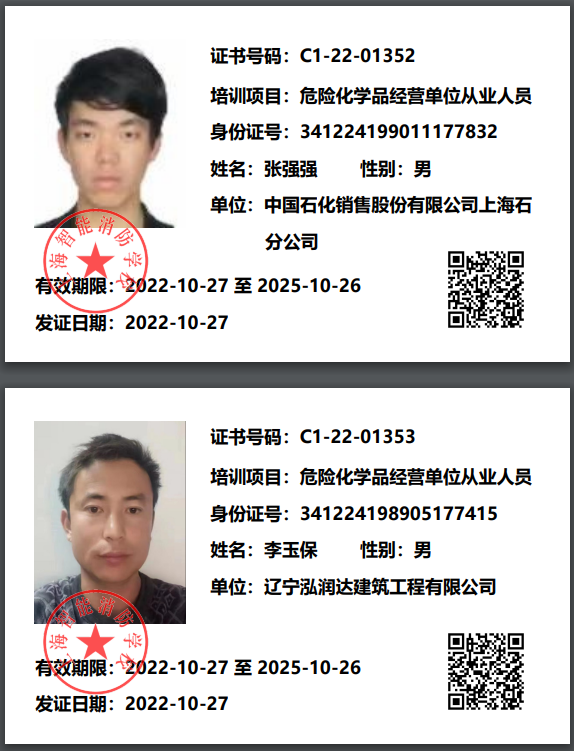 证书号码：C1-22-01352
培训项目：危险化学品经营单位从业人员
身份证号：341224199011177832
姓名：张强强 性别：男
单位：中国石化销售股份有限公司上海石
分公司
上海智能消防学校
有效期限：2022-10-27 至 2025-10-26
发证日期：2022-10-27
证书号码：C1-22-01353
培训项目：危险化学品经营单位从业人员
身份证号：341224198905177415
姓名：李玉保 性别：男
单位：辽宁泓润达建筑工程有限公司
上海智能消防学校
有效期限：2022-10-27 至 2025-10-26
发证日期：2022-10-27